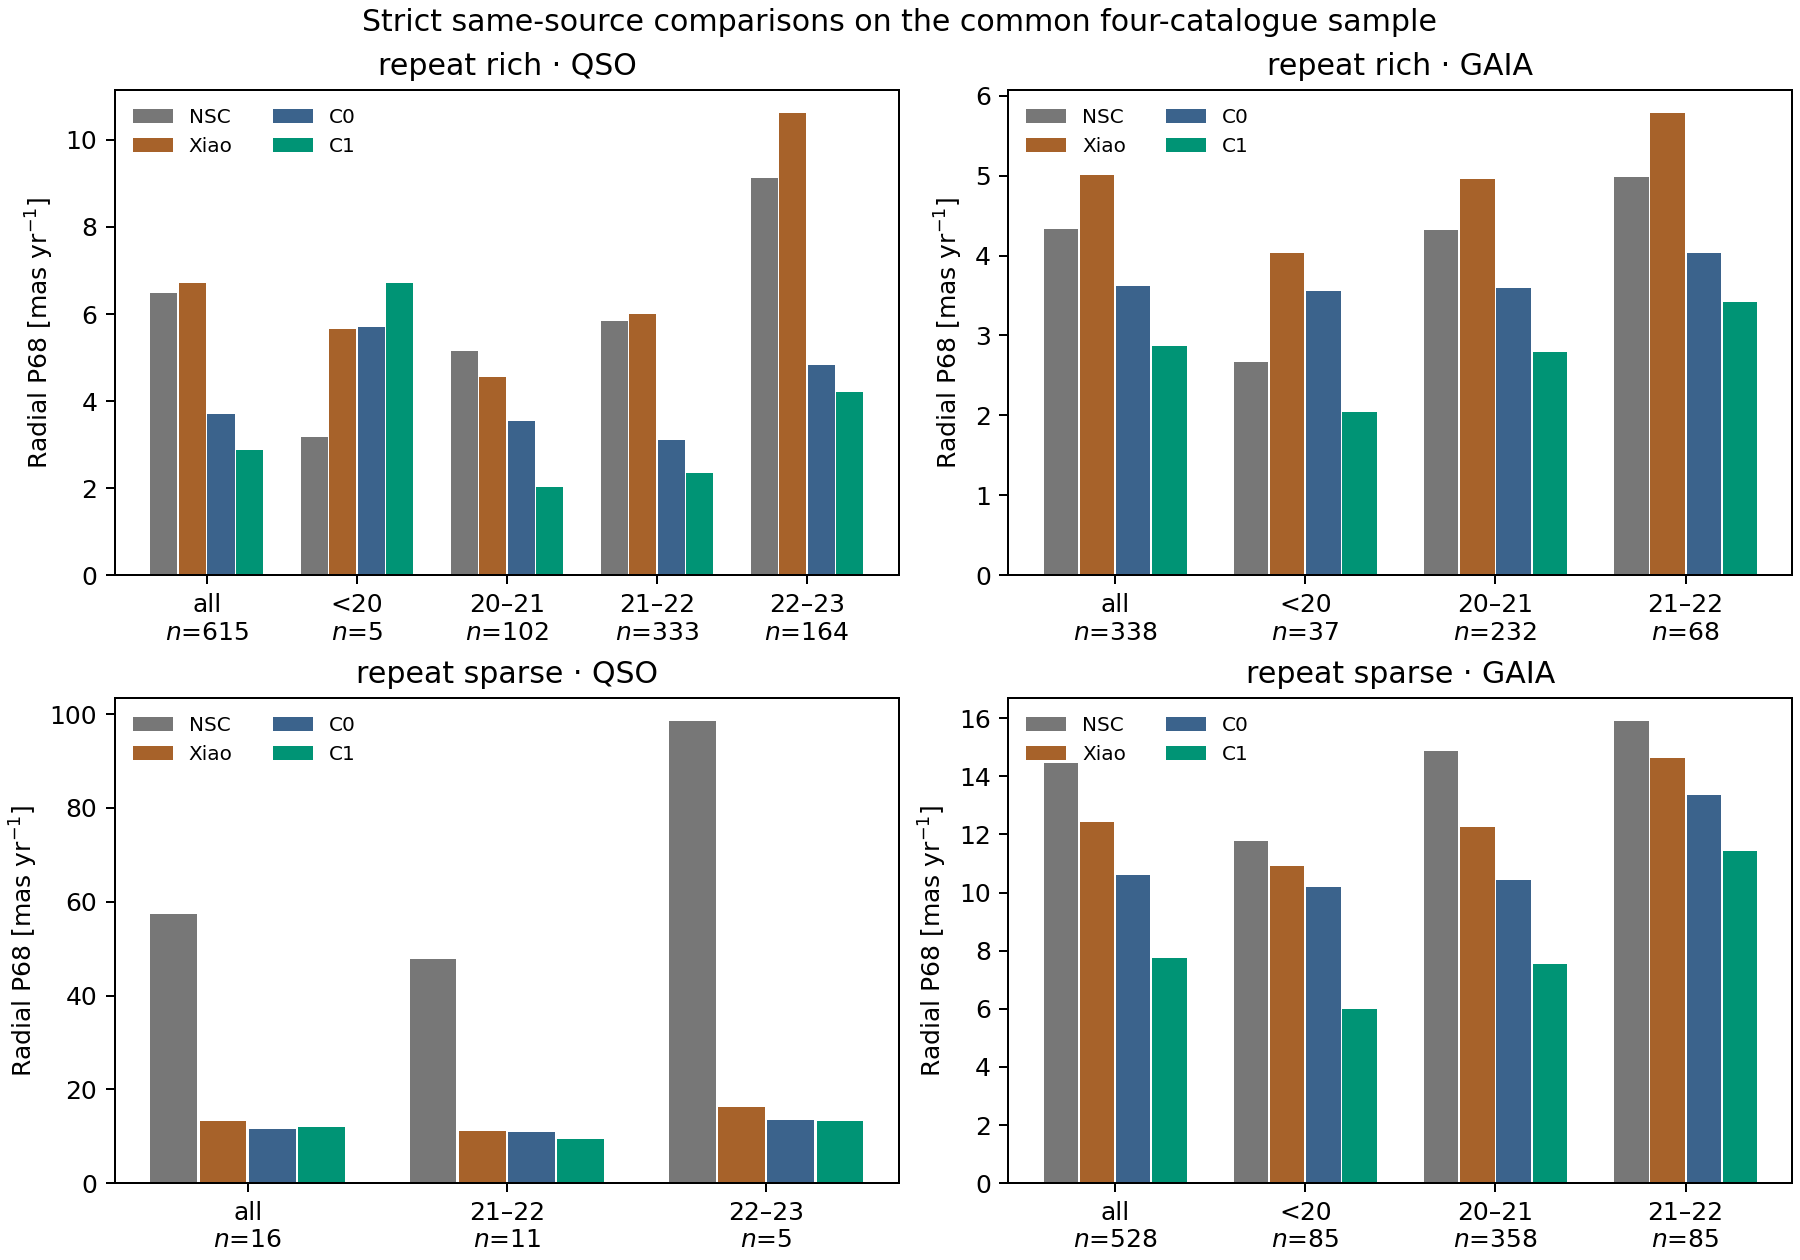 Strict same-source comparisons on the common four-catalogue sample
repeat rich · QSO
NSC
Xiao
C0
C1
Radial P68 [mas yr⁻¹]
10
8
6
4
2
0
all
<20
20–21
21–22
22–23
n=615
n=5
n=102
n=333
n=164
repeat rich · GAIA
NSC
Xiao
C0
C1
Radial P68 [mas yr⁻¹]
6
5
4
3
2
1
0
all
<20
20–21
21–22
n=338
n=37
n=232
n=68
repeat sparse · QSO
NSC
Xiao
C0
C1
Radial P68 [mas yr⁻¹]
100
80
60
40
20
0
all
21–22
22–23
n=16
n=11
n=5
repeat sparse · GAIA
NSC
Xiao
C0
C1
Radial P68 [mas yr⁻¹]
16
14
12
10
8
6
4
2
0
all
<20
20–21
21–22
n=528
n=85
n=358
n=85